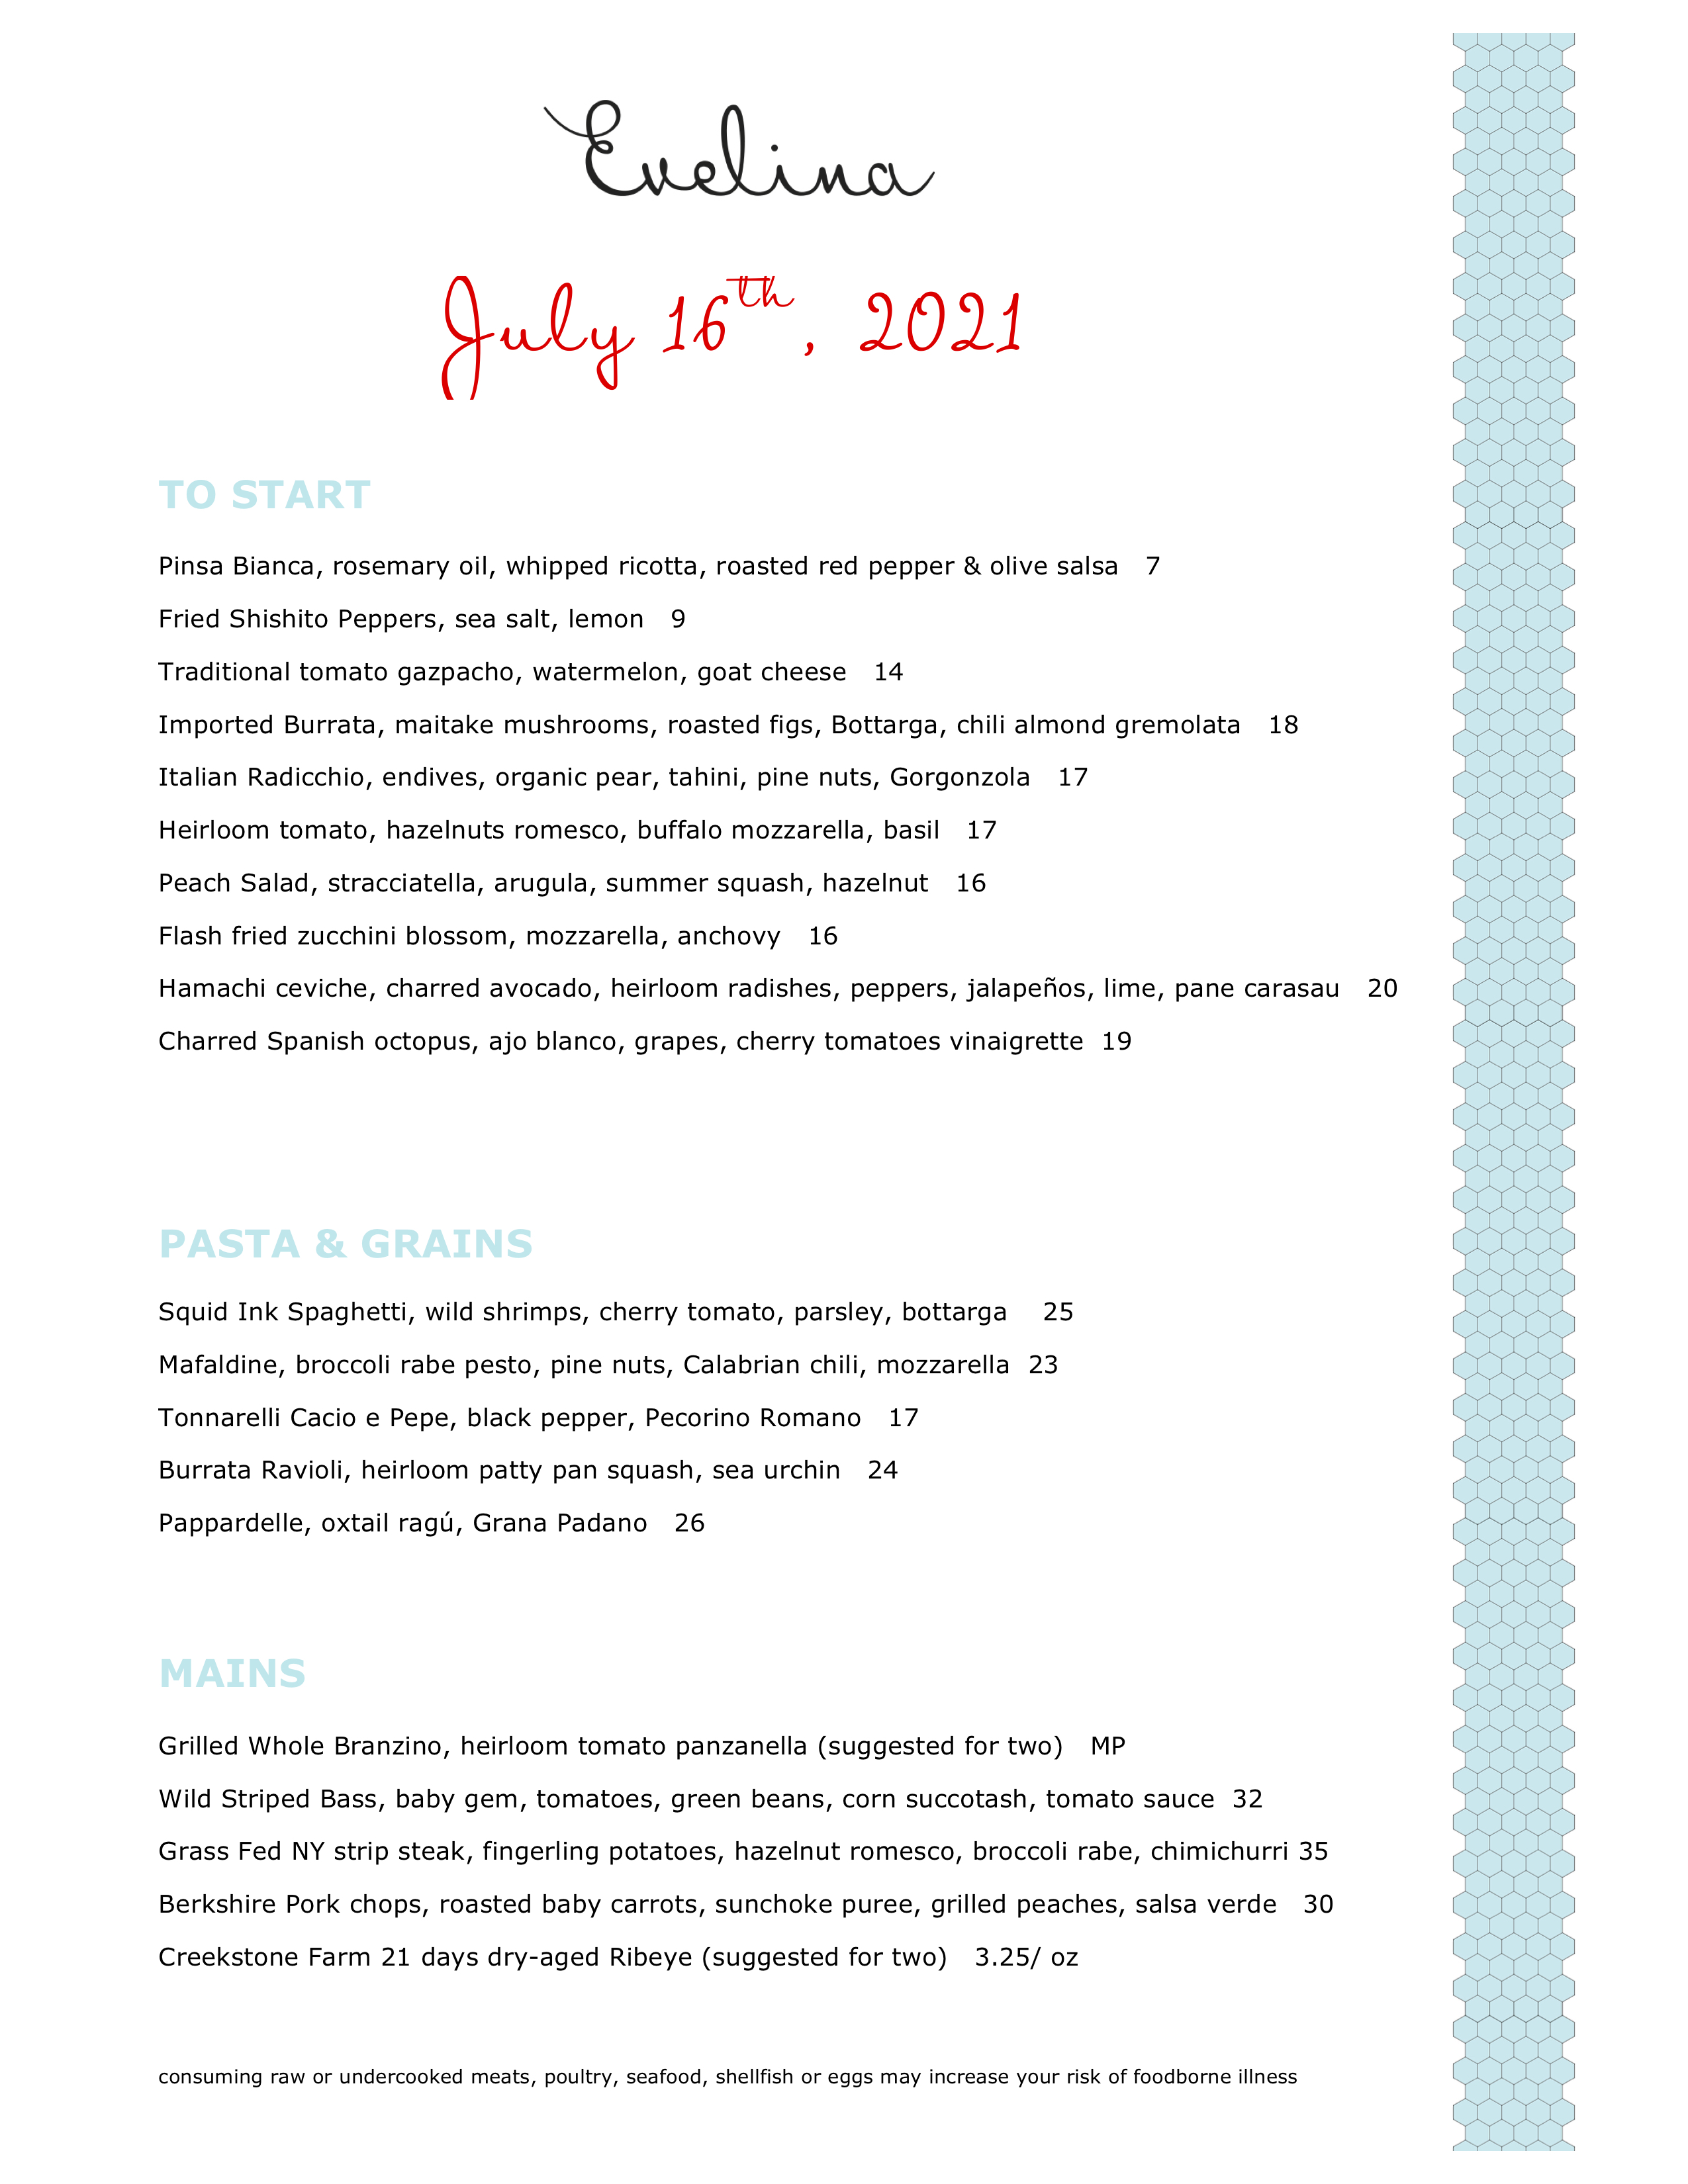 Evelina
July 16th, 2021
TO START
Pinsa Bianca, rosemary oil, whipped ricotta, roasted red pepper & olive salsa 7
Fried Shishito Peppers, sea salt, lemon 9
Traditional tomato gazpacho, watermelon, goat cheese 14
Imported Burrata, maitake mushrooms, roasted figs, Bottarga, chili almond gremolata 18
Italian Radicchio, endives, organic pear, tahini, pine nuts, Gorgonzola 17
Heirloom tomato, hazelnuts romesco, buffalo mozzarella, basil 17
Peach Salad, stracciatella, arugula, summer squash, hazelnut 16
Flash fried zucchini blossom, mozzarella, anchovy 16
Hamachi ceviche, charred avocado, heirloom radishes, peppers, jalapeños, lime, pane carasau 20
Charred Spanish octopus, ajo blanco, grapes, cherry tomatoes vinaigrette 19
PASTA & GRAINS
Squid Ink Spaghetti, wild shrimps, cherry tomato, parsley, bottarga 25
Mafaldine, broccoli rabe pesto, pine nuts, Calabrian chili, mozzarella 23
Tonnarelli Cacio e Pepe, black pepper, Pecorino Romano 17
Burrata Ravioli, heirloom patty pan squash, sea urchin 24
Pappardelle, oxtail ragú, Grana Padano 26
MAINS
Grilled Whole Branzino, heirloom tomato panzanella (suggested for two) MP
Wild Striped Bass, baby gem, tomatoes, green beans, corn succotash, tomato sauce 32
Grass Fed NY strip steak, fingerling potatoes, hazelnut romesco, broccoli rabe, chimichurri 35
Berkshire Pork chops, roasted baby carrots, sunchoke puree, grilled peaches, salsa verde 30
Creekstone Farm 21 days dry-aged Ribeye (suggested for two) 3.25/ oz
consuming raw or undercooked meats, poultry, seafood, shellfish or eggs may increase your risk of foodborne illness